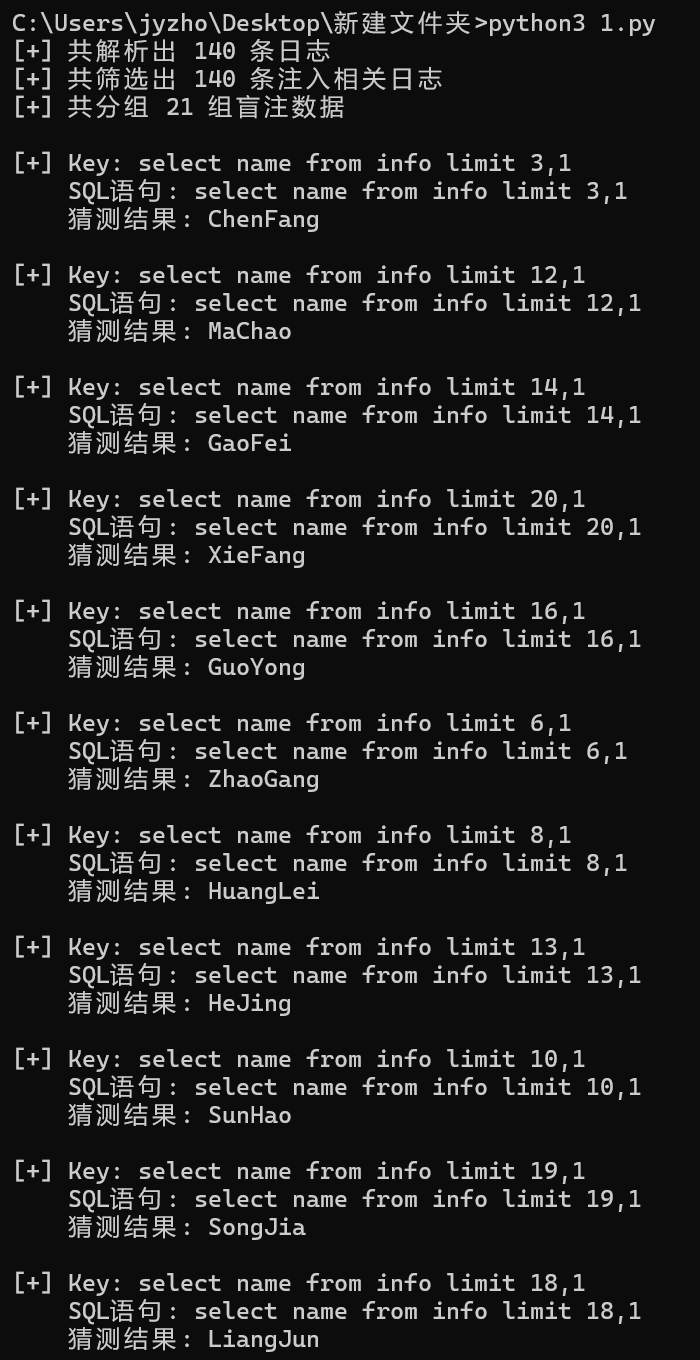 C:\Users\jyzho\Desktop\新建文件夹>python3 1.py
[+] 共解析出 140 条日志
[+] 共筛选出 140 条注入相关日志
[+] 共分组 21 组盲注数据
[+] Key: select name from info limit 3,1
SQL语句: select name from info limit 3,1
猜测结果: ChenFang
[+] Key: select name from info limit 12,1
SQL语句: select name from info limit 12,1
猜测结果: MaChao
[+] Key: select name from info limit 14,1
SQL语句: select name from info limit 14,1
猜测结果: GaoFei
[+] Key: select name from info limit 20,1
SQL语句: select name from info limit 20,1
猜测结果: XieFang
[+] Key: select name from info limit 16,1
SQL语句: select name from info limit 16,1
猜测结果: GuoYong
[+] Key: select name from info limit 6,1
SQL语句: select name from info limit 6,1
猜测结果: ZhaoGang
[+] Key: select name from info limit 8,1
SQL语句: select name from info limit 8,1
猜测结果: HuangLei
[+] Key: select name from info limit 13,1
SQL语句: select name from info limit 13,1
猜测结果: HeJing
[+] Key: select name from info limit 10,1
SQL语句: select name from info limit 10,1
猜测结果: SunHao
[+] Key: select name from info limit 19,1
SQL语句: select name from info limit 19,1
猜测结果: SongJia
[+] Key: select name from info limit 18,1
SQL语句: select name from info limit 18,1
猜测结果: LiangJun